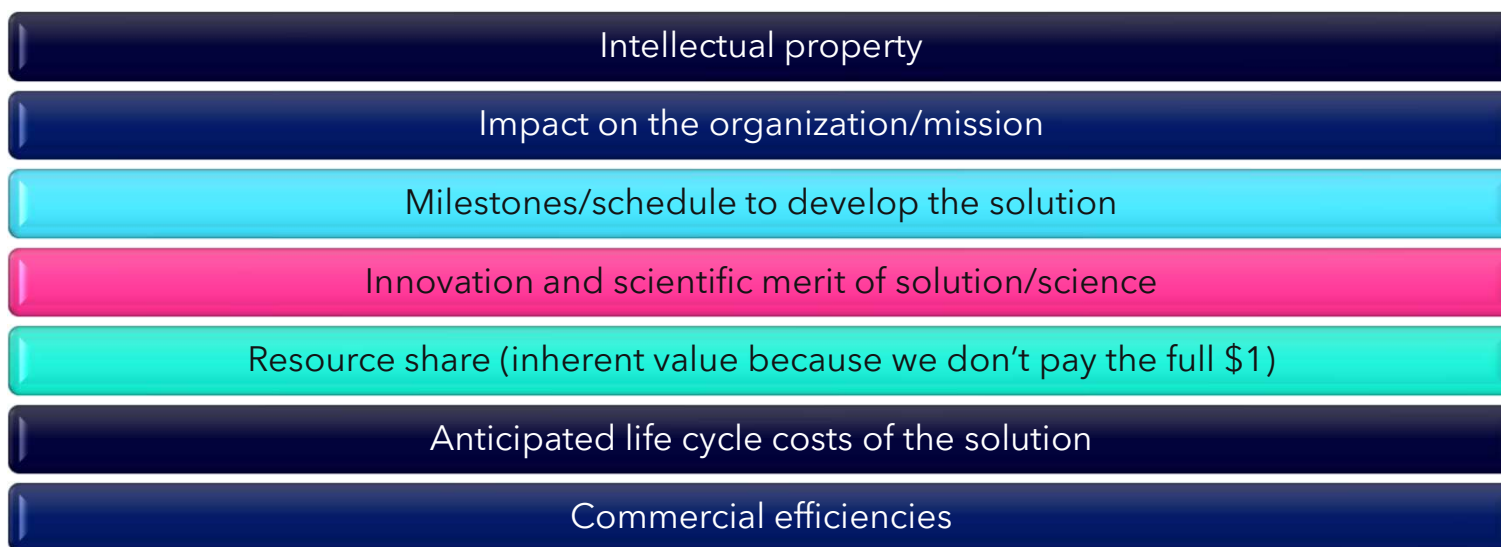 Intellectual property
Impact on the organization/mission
Milestones/schedule to develop the solution
Innovation and scientific merit of solution/science
Resource share (inherent value because we don’t pay the full $1)
Anticipated life cycle costs of the solution
Commercial efficiencies